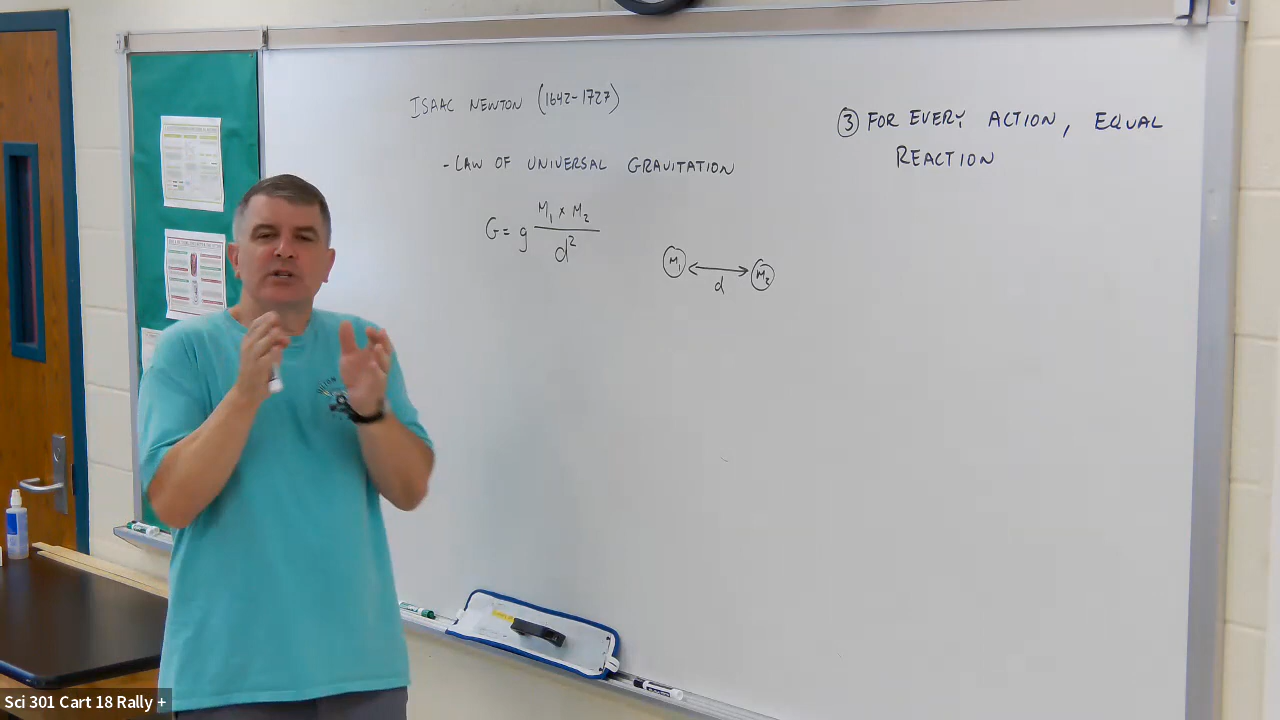 ISAAC NEWTON (1642-1727)
- LAW OF UNIVERSAL GRAVITATION
G = g M₁ x M₂ / d²
M₁ M₂
d
③ FOR EVERY ACTION, EQUAL
REACTION
Sci 301 Cart 18 Rally +